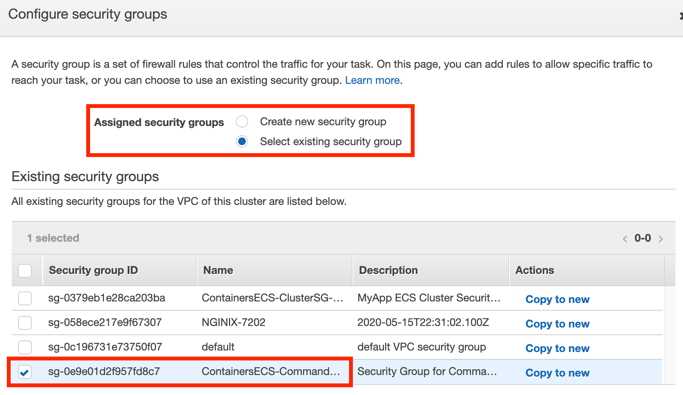 Configure security groups
A security group is a set of firewall rules that control the traffic for your task. On this page, you can add rules to allow specific traffic to
reach your task, or you can choose to use an existing security group. Learn more.
Assigned security groups
Create new security group
Select existing security group
Existing security groups
All existing security groups for the VPC of this cluster are listed below.
1 selected
0-0
Security group ID Name Description Actions
sg-0379eb1e28ca203ba ContainersECS-ClusterSG-... MyApp ECS Cluster Securit... Copy to new
sg-058ece217e9f67307 NGINIX-7202 2020-05-15T22:31:02.100Z Copy to new
sg-0c196731e73750f07 default default VPC security group Copy to new
sg-0e9e01d2f957fd8c7 ContainersECS-Command... Security Group for Comma... Copy to new